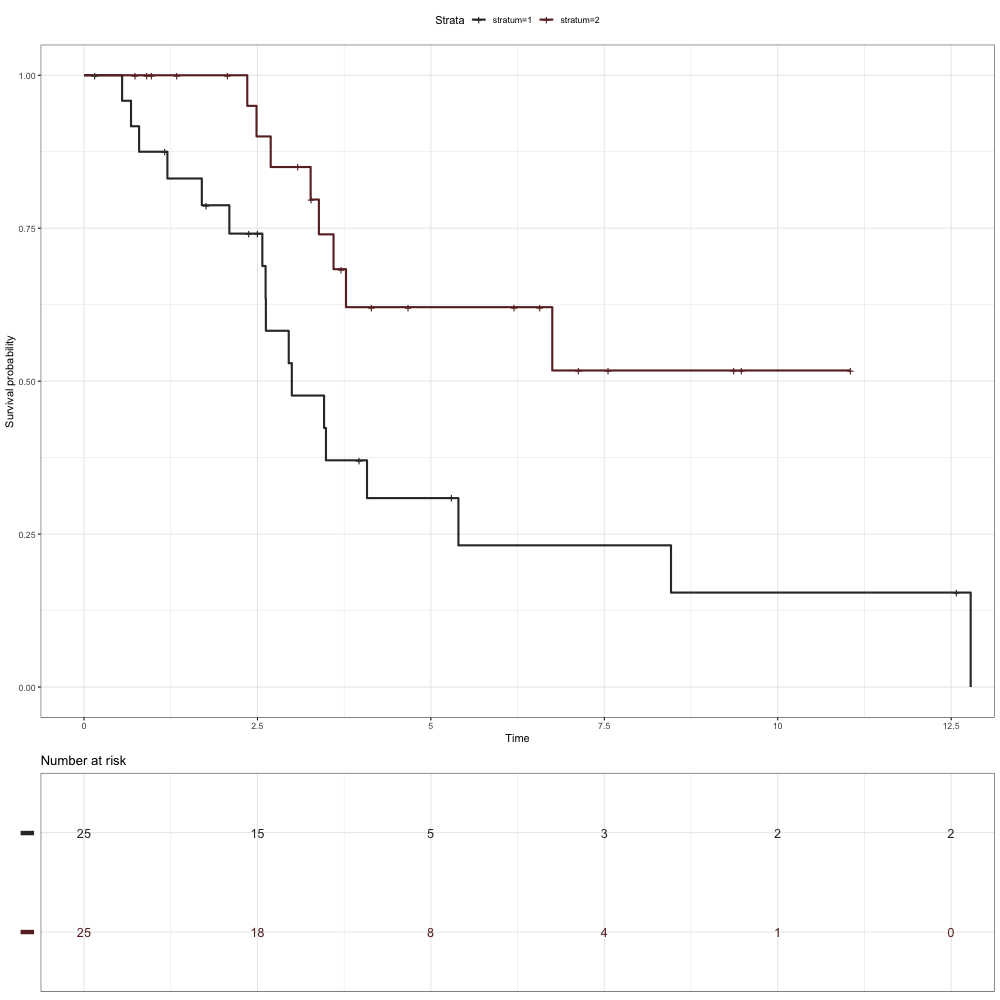 Strata stratum=1 stratum=2
1.00
0.75
0.50
0.25
0.00
Survival probability
0 2.5 5 7.5 10 12.5
Time
Number at risk
25 15 5 3 2 2
25 18 8 4 1 0